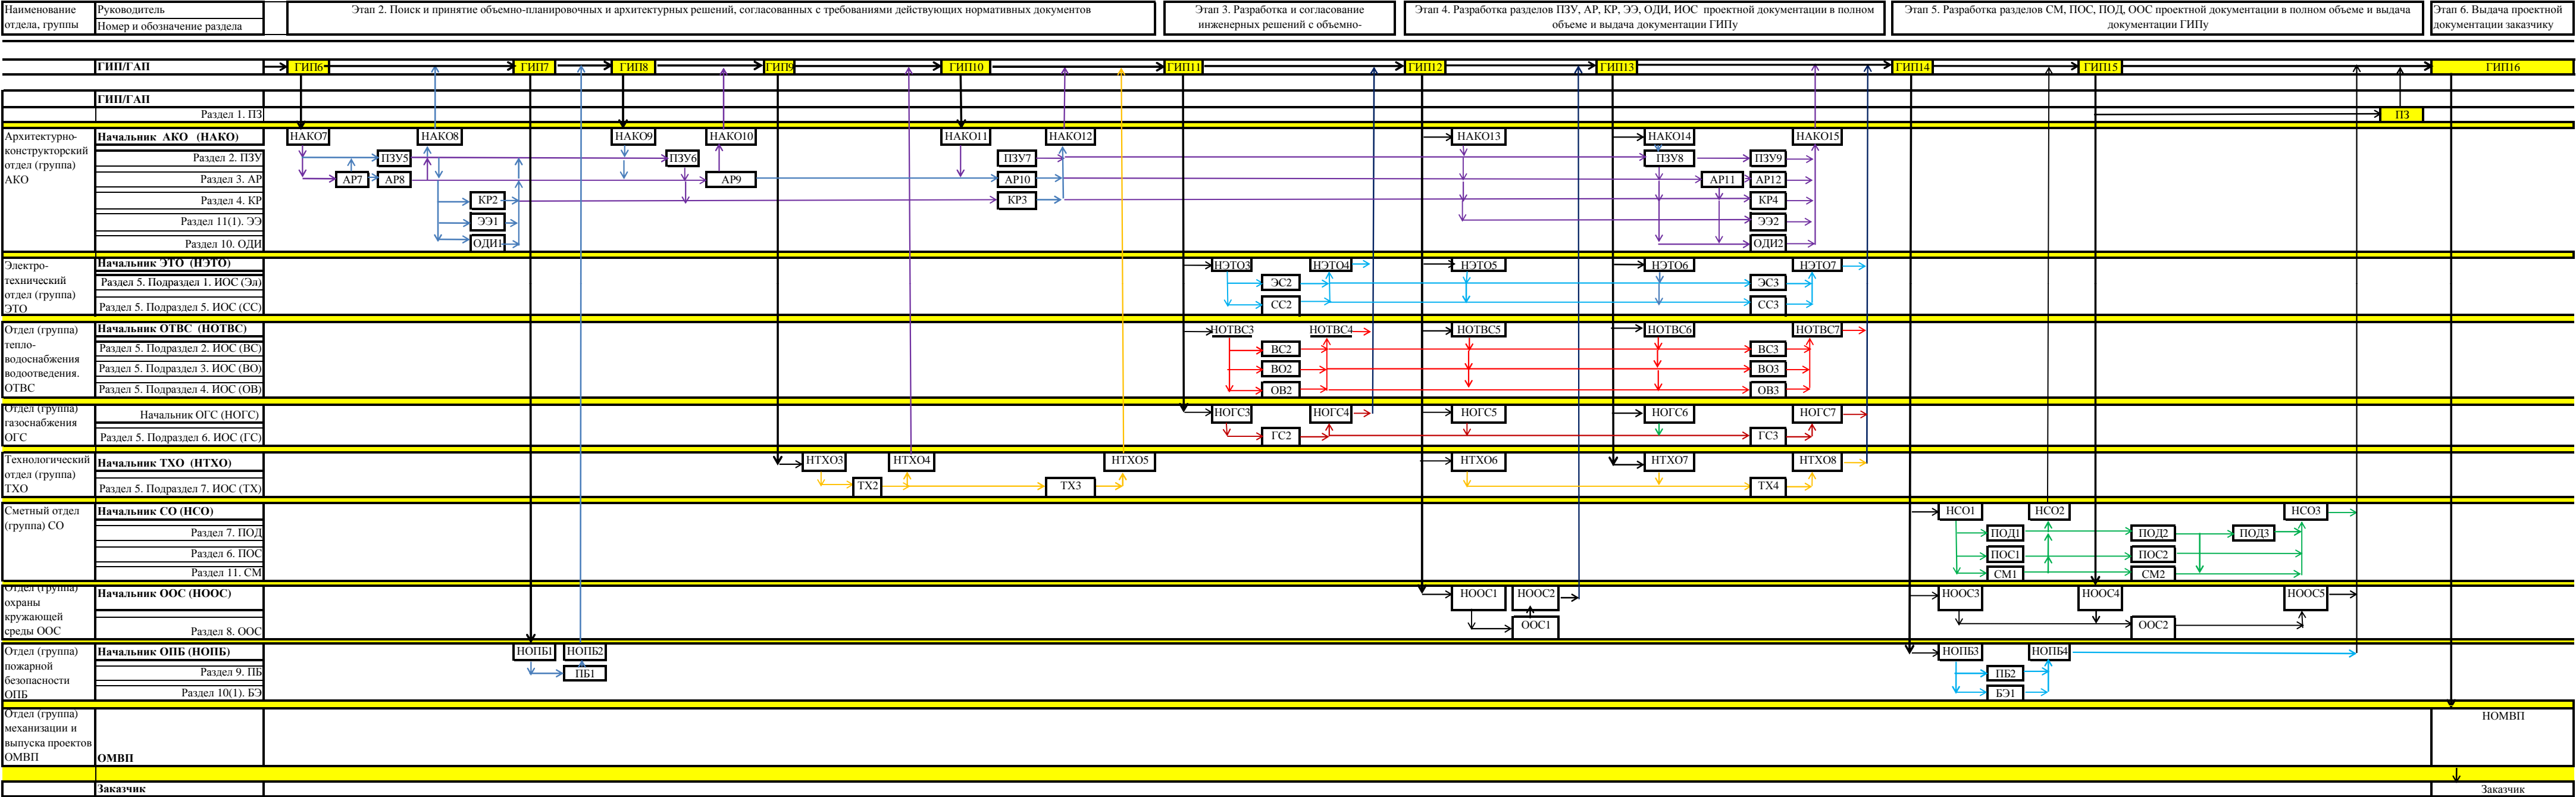 Наименование отдела, группы
Руководитель
Номер и обозначение раздела
Этап 2. Поиск и принятие объемно-планировочных и архитектурных решений, согласованных с требованиями действующих нормативных документов
Этап 3. Разработка и согласование
инженерных решений с объемно-
Этап 4. Разработка разделов ПЗУ, АР, КР, ЭЭ, ОДИ, ИОС проектной документации в полном
объеме и выдача документации ГИПу
Этап 5. Разработка разделов СМ, ПОС, ПОД, ООС проектной документации в полном объеме и выдача
документации ГИПу
Этап 6. Выдача проектной
документации заказчику
ГИП/ГАП
ГИП6
ГИП7
ГИП8
ГИП9
ГИП10
ГИП11
ГИП12
ГИП13
ГИП14
ГИП15
ГИП16
ГИП/ГАП
Раздел 1. ПЗ
ПЗ
Архитектурно-
конструкторский
отдел (группа)
АКО
Начальник АКО (НАКО)
НАКО7
НАКО8
НАКО9
НАКО10
НАКО11
НАКО12
НАКО13
НАКО14
НАКО15
Раздел 2. ПЗУ
ПЗУ5
ПЗУ6
ПЗУ7
ПЗУ8
ПЗУ9
Раздел 3. АР
АР7
АР8
АР9
АР10
АР11
АР12
Раздел 4. КР
КР2
КР3
КР4
Раздел 11(1). ЭЭ
ЭЭ1
ЭЭ2
Раздел 10. ОДИ
ОДИ1
ОДИ2
Электро-
технический
отдел (группа)
ЭТО
Начальник ЭТО (НЭТО)
НЭТО3
НЭТО4
НЭТО5
НЭТО6
НЭТО7
Раздел 5. Подраздел 1. ИОС (Эл)
ЭС2
ЭС3
Раздел 5. Подраздел 5. ИОС (СС)
СС2
СС3
Отдел (группа)
тепло-
водоснабжения
водоотведения.
ОТВС
Начальник ОТВС (НОТВС)
НОТВС3
НОТВС4
НОТВС5
НОТВС6
НОТВС7
Раздел 5. Подраздел 2. ИОС (ВС)
ВС2
ВС3
Раздел 5. Подраздел 3. ИОС (ВО)
ВО2
ВО3
Раздел 5. Подраздел 4. ИОС (ОВ)
ОВ2
ОВ3
Отдел (группа)
газоснабжения
ОГС
Начальник ОГС (НОГС)
НОГС3
НОГС4
НОГС5
НОГС6
НОГС7
Раздел 5. Подраздел 6. ИОС (ГС)
ГС2
ГС3
Технологический
отдел (группа)
ТХО
Начальник ТХО (НТХО)
НТХО3
НТХО4
НТХО5
НТХО6
НТХО7
НТХО8
Раздел 5. Подраздел 7. ИОС (ТХ)
ТХ2
ТХ3
ТХ4
Сметный отдел
(группа) СО
Начальник СО (НСО)
НСО1
НСО2
НСО3
Раздел 7. ПОД
ПОД1
ПОД2
ПОД3
Раздел 6. ПОС
ПОС1
ПОС2
Раздел 11. СМ
СМ1
СМ2
Отдел (группа)
охраны
кружающей
среды ООС
Начальник ООС (НООС)
НООС1
НООС2
НООС3
НООС4
НООС5
Раздел 8. ООС
ООС1
ООС2
Отдел (группа)
пожарной
безопасности
ОПБ
Начальник ОПБ (НОПБ)
НОПБ1
НОПБ2
НОПБ3
НОПБ4
Раздел 9. ПБ
ПБ1
ПБ2
Раздел 10(1). БЭ
БЭ1
Отдел (группа)
механизации и
выпуска проектов
ОМВП
ОМВП
НОМВП
Заказчик
Заказчик